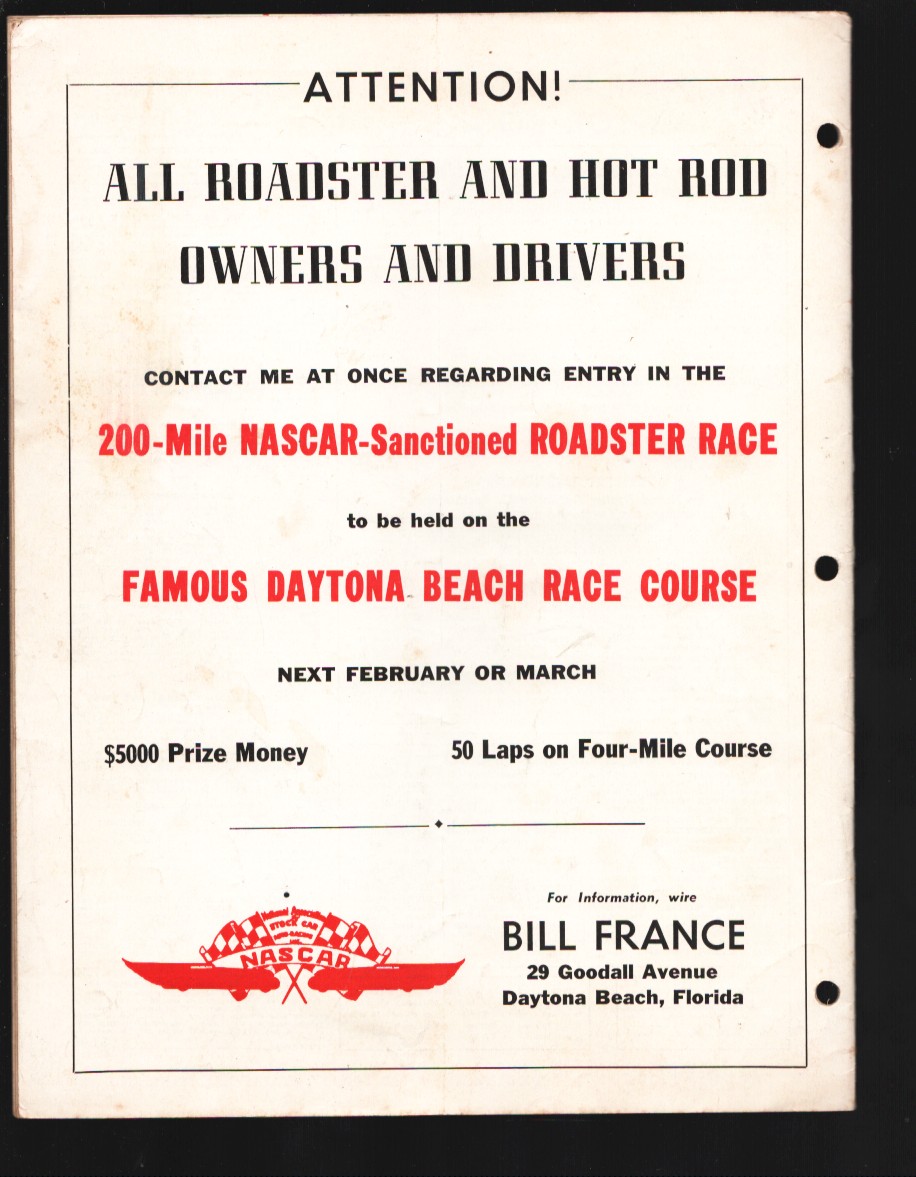 ATTENTION!
ALL ROADSTER AND HOT ROD
OWNERS AND DRIVERS
CONTACT ME AT ONCE REGARDING ENTRY IN THE
200-Mile NASCAR-Sanctioned ROADSTER RACE
to be held on the
FAMOUS DAYTONA BEACH RACE COURSE
NEXT FEBRUARY OR MARCH
$5000 Prize Money
50 Laps on Four-Mile Course
National Association
STOCK CAR
NASCAR
For Information, wire
BILL FRANCE
29 Goodall Avenue
Daytona Beach, Florida